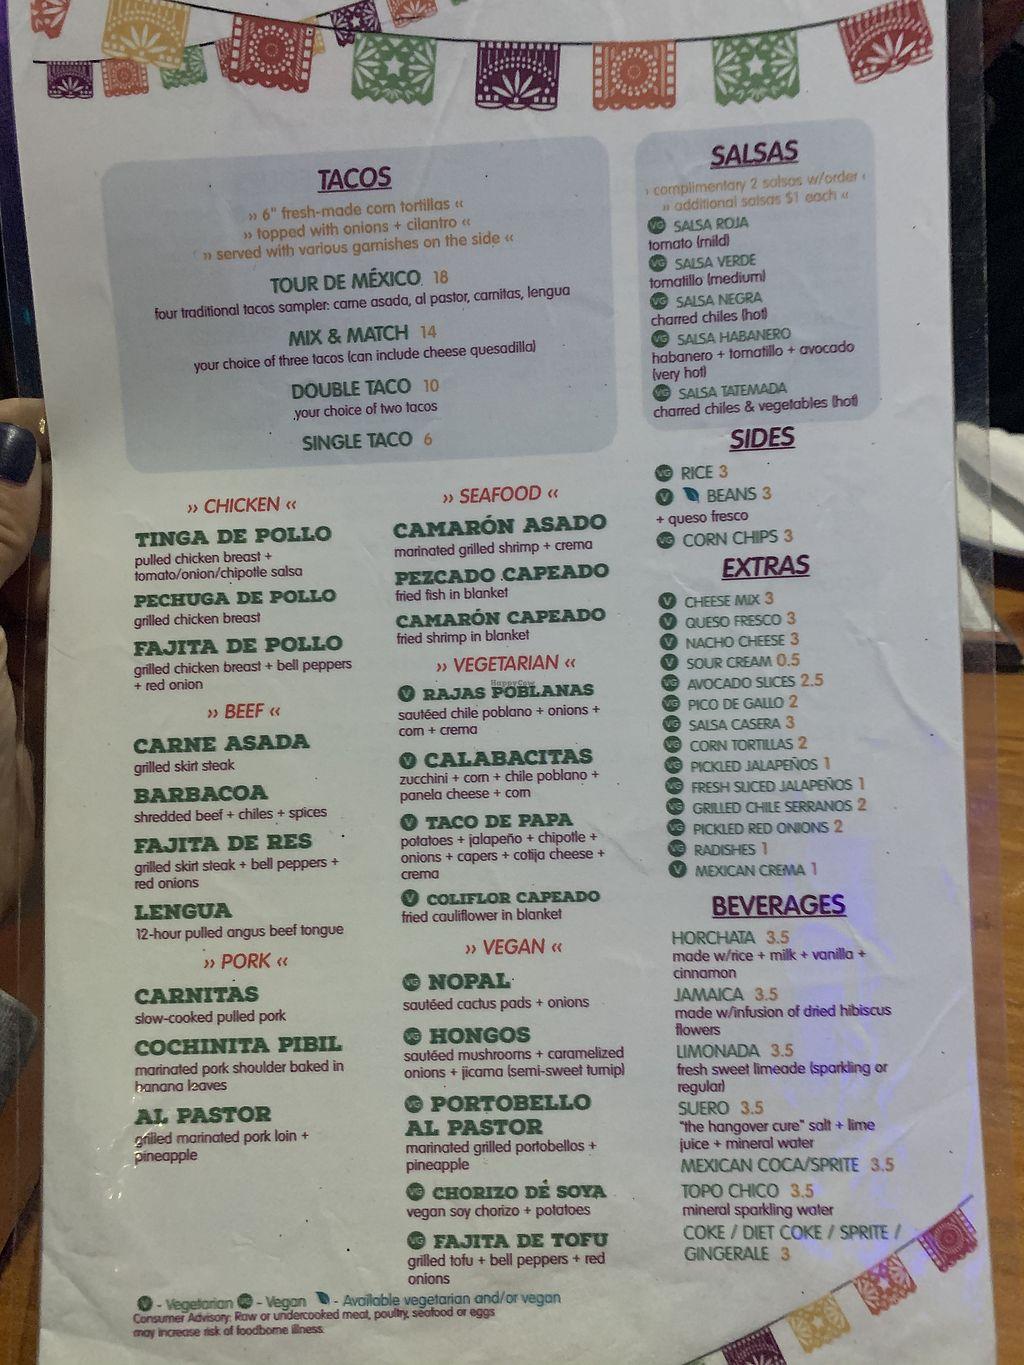 TACOS
›› 6" fresh-made corn tortillas ‹‹
›› topped with onions + cilantro ‹‹
›› served with various garnishes on the side ‹‹
TOUR DE MÉXICO 18
four traditional tacos sampler: carne asada, al pastor, carnitas, lengua
MIX & MATCH 14
your choice of three tacos (can include cheese quesadilla)
DOUBLE TACO 10
your choice of two tacos
SINGLE TACO 6
›› CHICKEN ‹‹
TINGA DE POLLO
pulled chicken breast +
tomato/onion/chipotle salsa
PECHUGA DE POLLO
grilled chicken breast
FAJITA DE POLLO
grilled chicken breast + bell peppers
+ red onion
›› BEEF ‹‹
CARNE ASADA
grilled skirt steak
BARBACOA
shredded beef + chiles + spices
FAJITA DE RES
grilled skirt steak + bell peppers +
red onions
LENGUA
12-hour pulled angus beef tongue
›› PORK ‹‹
CARNITAS
slow-cooked pulled pork
COCHINITA PIBIL
marinated pork shoulder baked in
banana leaves
AL PASTOR
grilled marinated pork loin +
pineapple
›› SEAFOOD ‹‹
CAMARÓN ASADO
marinated grilled shrimp + crema
PEZCADO CAPEADO
fried fish in blanket
CAMARÓN CAPEADO
fried shrimp in blanket
›› VEGETARIAN ‹‹
HappyCow
V RAJAS POBLANAS
sautéed chile poblano + onions +
corn + crema
V CALABACITAS
zucchini + corn + chile poblano +
panela cheese + corn
V TACO DE PAPA
potatoes + jalapeño + chipotle +
onions + capers + cotija cheese +
crema
V COLIFLOR CAPEADO
fried cauliflower in blanket
›› VEGAN ‹‹
VG NOPAL
sautéed cactus pads + onions
VG HONGOS
sautéed mushrooms + caramelized
onions + jicama (semi-sweet turnip)
VG PORTOBELLO
AL PASTOR
marinated grilled portobellos +
pineapple
VG CHORIZO DE SOYA
vegan soy chorizo + potatoes
VG FAJITA DE TOFU
grilled tofu + bell peppers + red
onions
SALSAS
› complimentary 2 salsas w/order ‹
›› additional salsas $1 each ‹‹
VG SALSA ROJA
tomato (mild)
VG SALSA VERDE
tomatillo (medium)
VG SALSA NEGRA
charred chiles (hot)
VG SALSA HABANERO
habanero + tomatillo + avocado
(very hot)
VG SALSA TATEMADA
charred chiles & vegetables (hot)
SIDES
VG RICE 3
V BEANS 3
+ queso fresco
VG CORN CHIPS 3
EXTRAS
V CHEESE MIX 3
V QUESO FRESCO 3
V NACHO CHEESE 3
V SOUR CREAM 0.5
VG AVOCADO SLICES 2.5
VG PICO DE GALLO 2
VG SALSA CASERA 3
VG CORN TORTILLAS 2
VG PICKLED JALAPEÑOS 1
VG FRESH SLICED JALAPEÑOS 1
VG GRILLED CHILE SERRANOS 2
VG PICKLED RED ONIONS 2
VG RADISHES 1
V MEXICAN CREMA 1
BEVERAGES
HORCHATA 3.5
made w/rice + milk + vanilla +
cinnamon
JAMAICA 3.5
made w/infusion of dried hibiscus
flowers
LIMONADA 3.5
fresh sweet limeade (sparkling or
regular)
SUERO 3.5
"the hangover cure" salt + lime
juice + mineral water
MEXICAN COCA/SPRITE 3.5
TOPO CHICO 3.5
mineral sparkling water
COKE / DIET COKE / SPRITE /
GINGERALE 3
V - Vegetarian VG - Vegan - Available vegetarian and/or vegan
Consumer Advisory: Raw or undercooked meat, poultry, seafood or eggs
may increase risk of foodborne illness.